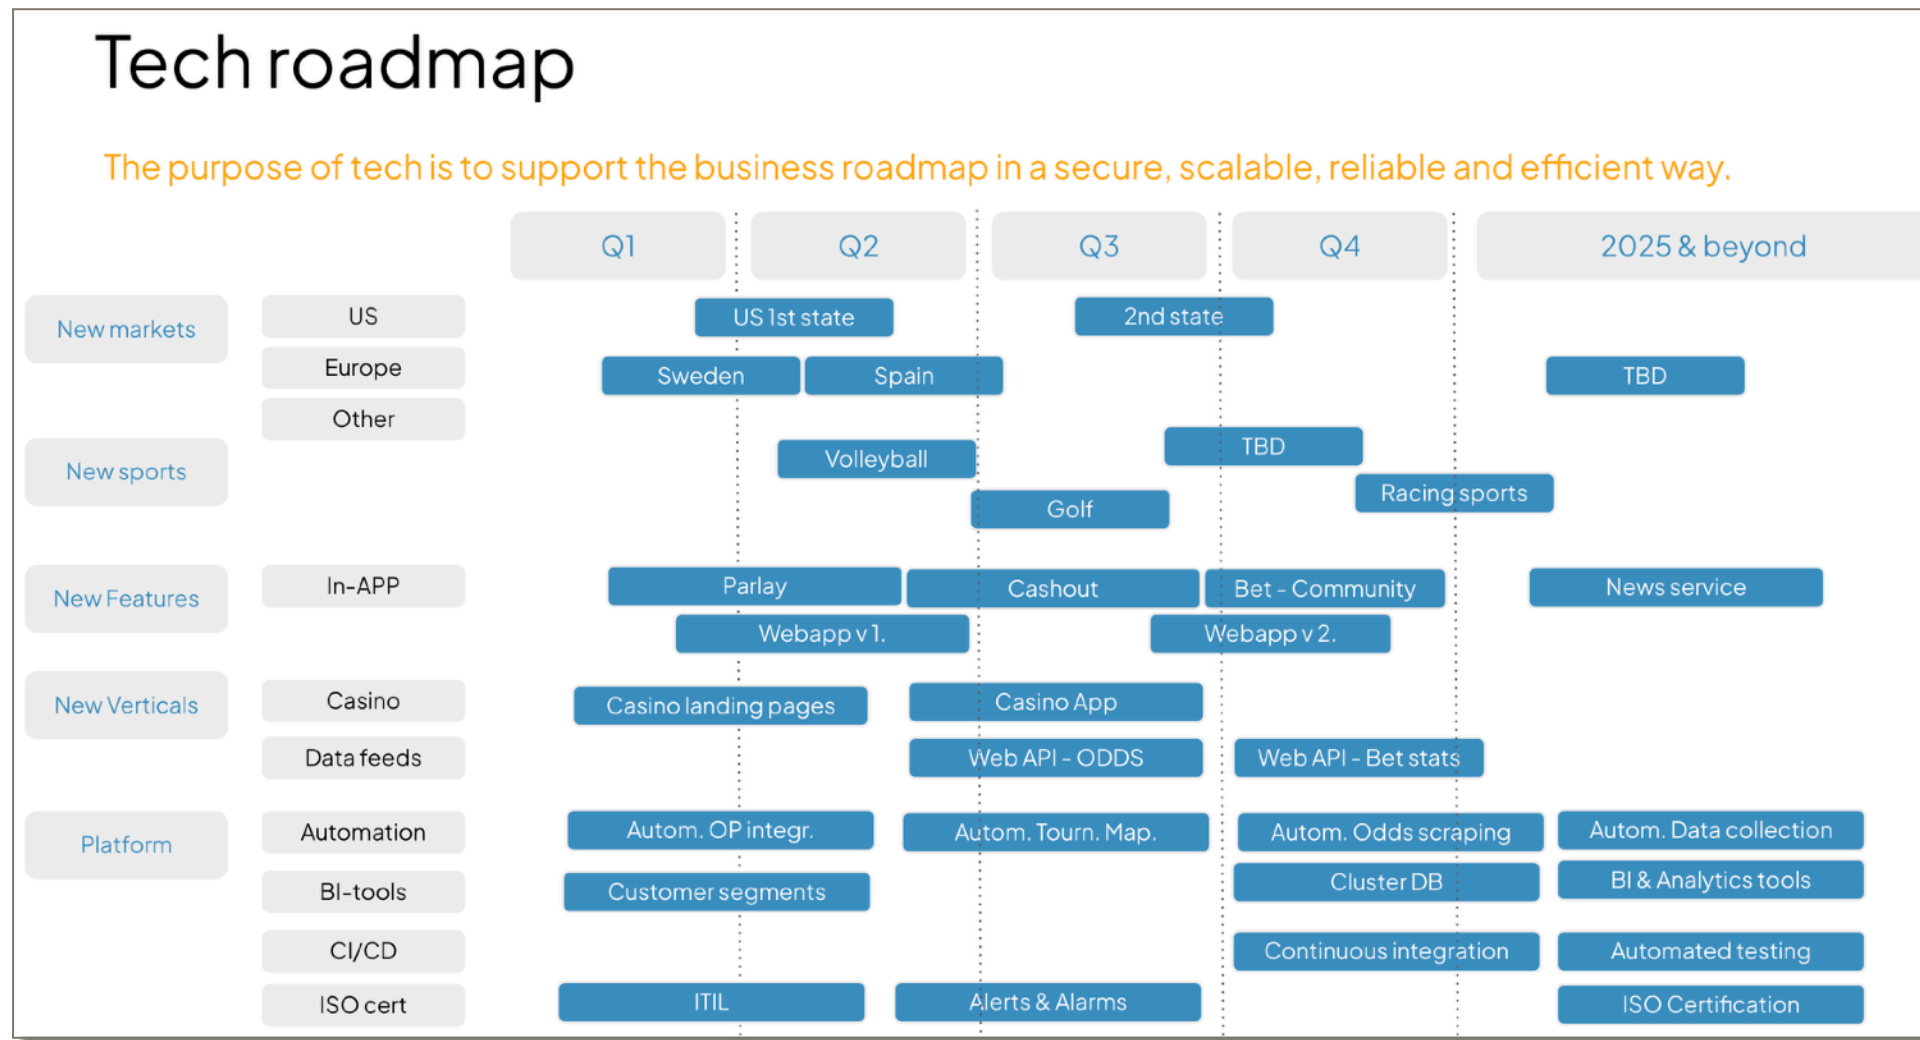 Tech roadmap
The purpose of tech is to support the business roadmap in a secure, scalable, reliable and efficient way.
Q1 Q2 Q3 Q4 2025 & beyond
New markets US US 1st state 2nd state
Europe Sweden Spain TBD
Other
New sports Volleyball TBD
Racing sports
Golf
New Features In-APP Parlay Cashout Bet - Community News service
Webapp v 1. Webapp v 2.
New Verticals Casino Casino landing pages Casino App
Data feeds Web API - ODDS Web API - Bet stats
Platform Automation Autom. OP integr. Autom. Tourn. Map. Autom. Odds scraping Autom. Data collection
BI-tools Customer segments Cluster DB BI & Analytics tools
CI/CD Continuous integration Automated testing
ISO cert ITIL Alerts & Alarms ISO Certification